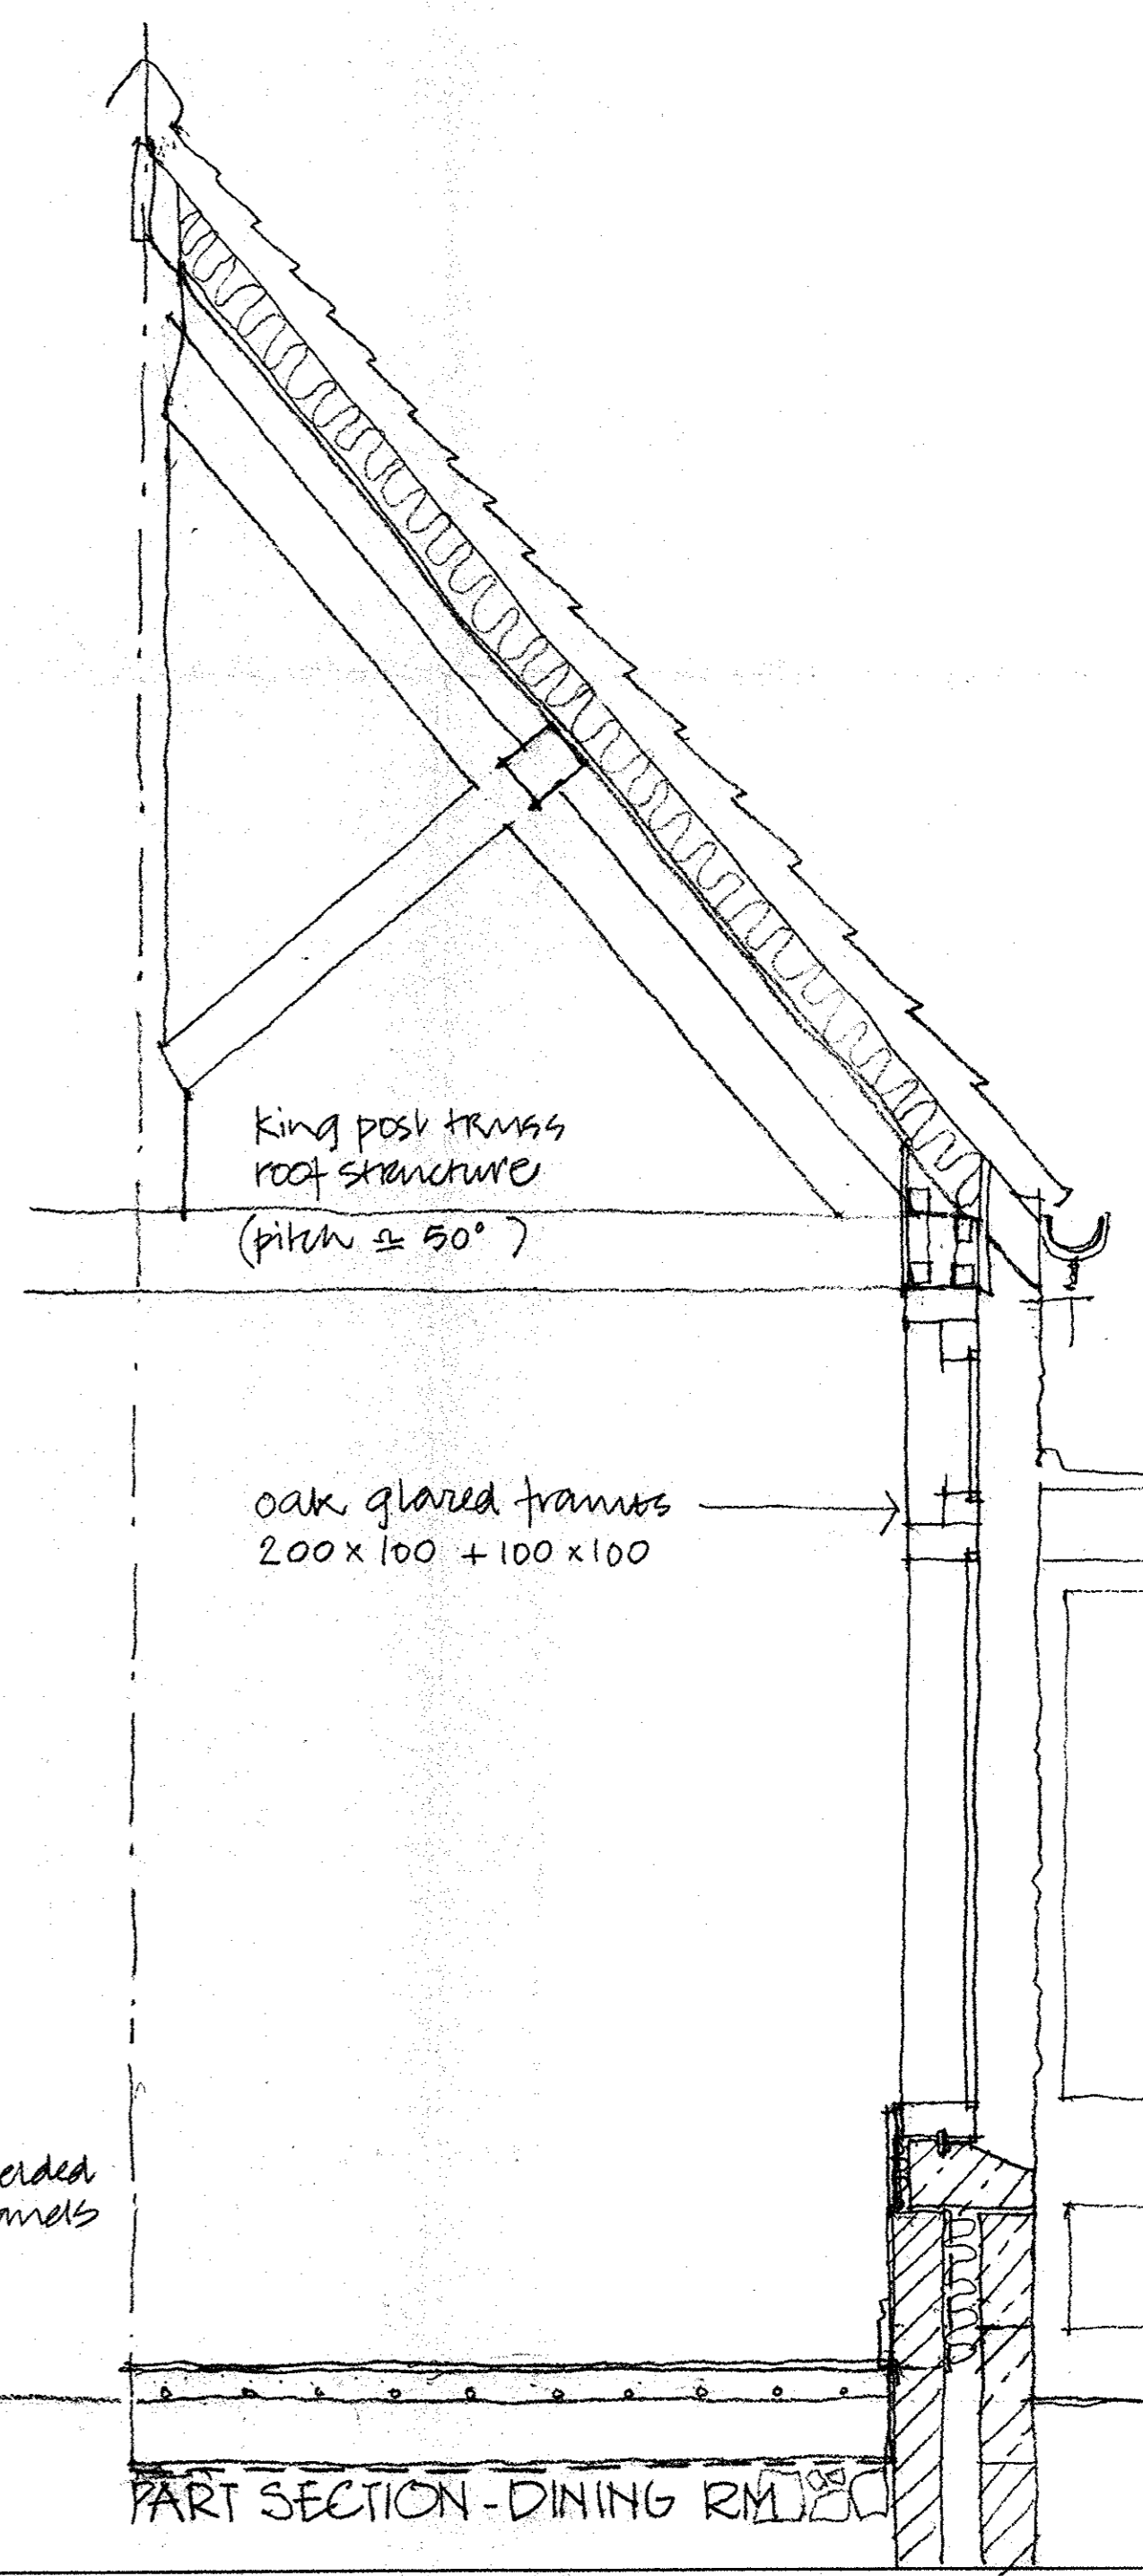 king post truss
roof structure
(pitch ≏ 50° )
oak glazed frames
200 x 100 + 100 x 100
PART SECTION - DINING RM